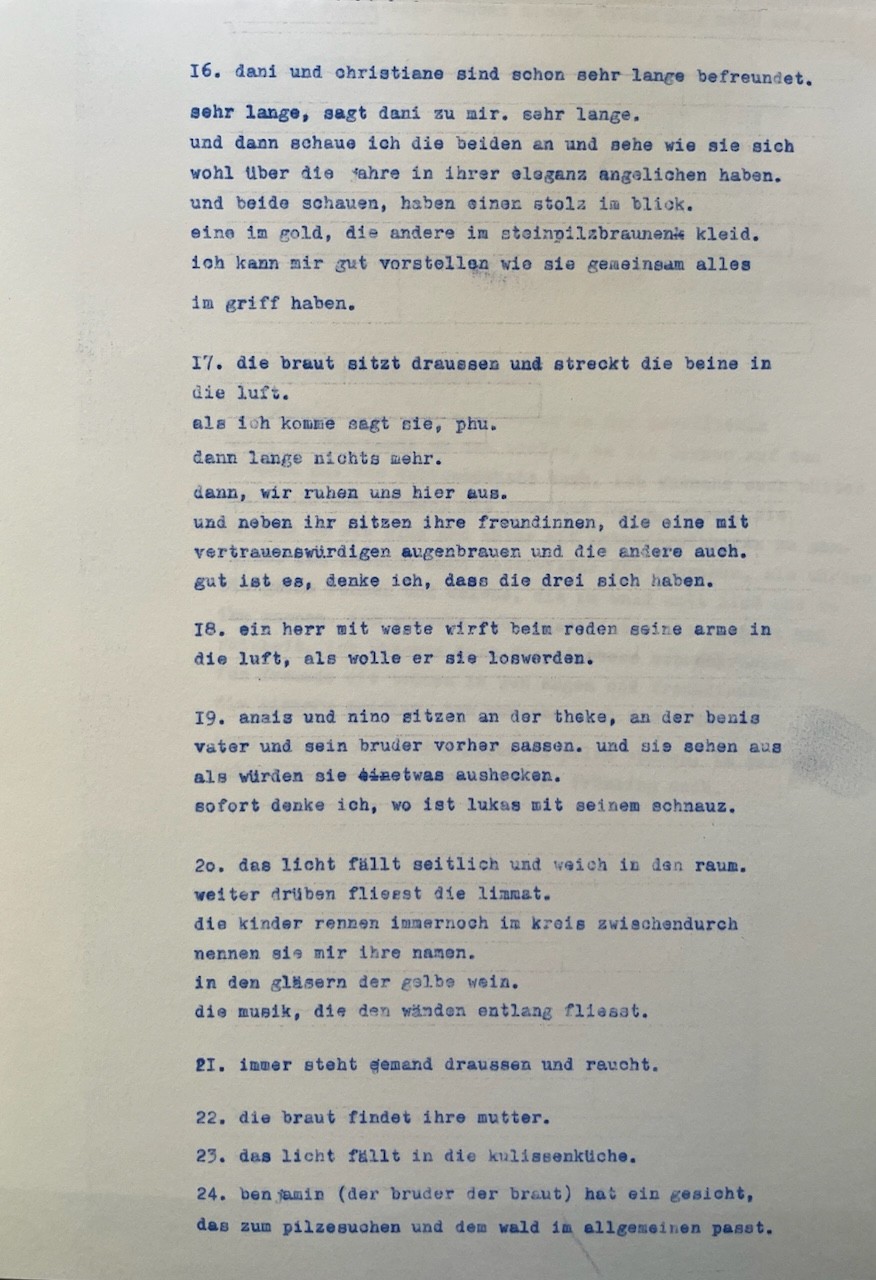 16. dani und christiane sind schon sehr lange befreundet.
sehr lange, sagt dani zu mir. sehr lange.
und dann schaue ich die beiden an und sehe wie sie sich
wohl über die jahre in ihrer eleganz angelichen haben.
und beide schauen, haben einen stolz im blick.
eine im gold, die andere im steinpilzbraunen kleid.
ich kann mir gut vorstellen wie sie gemeinsam alles
im griff haben.
17. die braut sitzt draussen und streckt die beine in
die luft.
als ich komme sagt sie, phu.
dann lange nichts mehr.
dann, wir ruhen uns hier aus.
und neben ihr sitzen ihre freundinnen, die eine mit
vertrauenswürdigen augenbrauen und die andere auch.
gut ist es, denke ich, dass die drei sich haben.
18. ein herr mit weste wirft beim reden seine arme in
die luft, als wolle er sie loswerden.
19. anais und nino sitzen an der theke, an der benis
vater und sein bruder vorher sassen. und sie sehen aus
als würden sie etwas aushecken.
sofort denke ich, wo ist lukas mit seinem schnauz.
2o. das licht fällt seitlich und weich in den raum.
weiter drüben fliesst die limmat.
die kinder rennen immernoch im kreis zwischendurch
nennen sie mir ihre namen.
in den gläsern der gelbe wein.
die musik, die den wänden entlang fliesst.
21. immer steht jemand draussen und raucht.
22. die braut findet ihre mutter.
23. das licht fällt in die kulissenküche.
24. benjamin (der bruder der braut) hat ein gesicht,
das zum pilzesuchen und dem wald im allgemeinen passt.